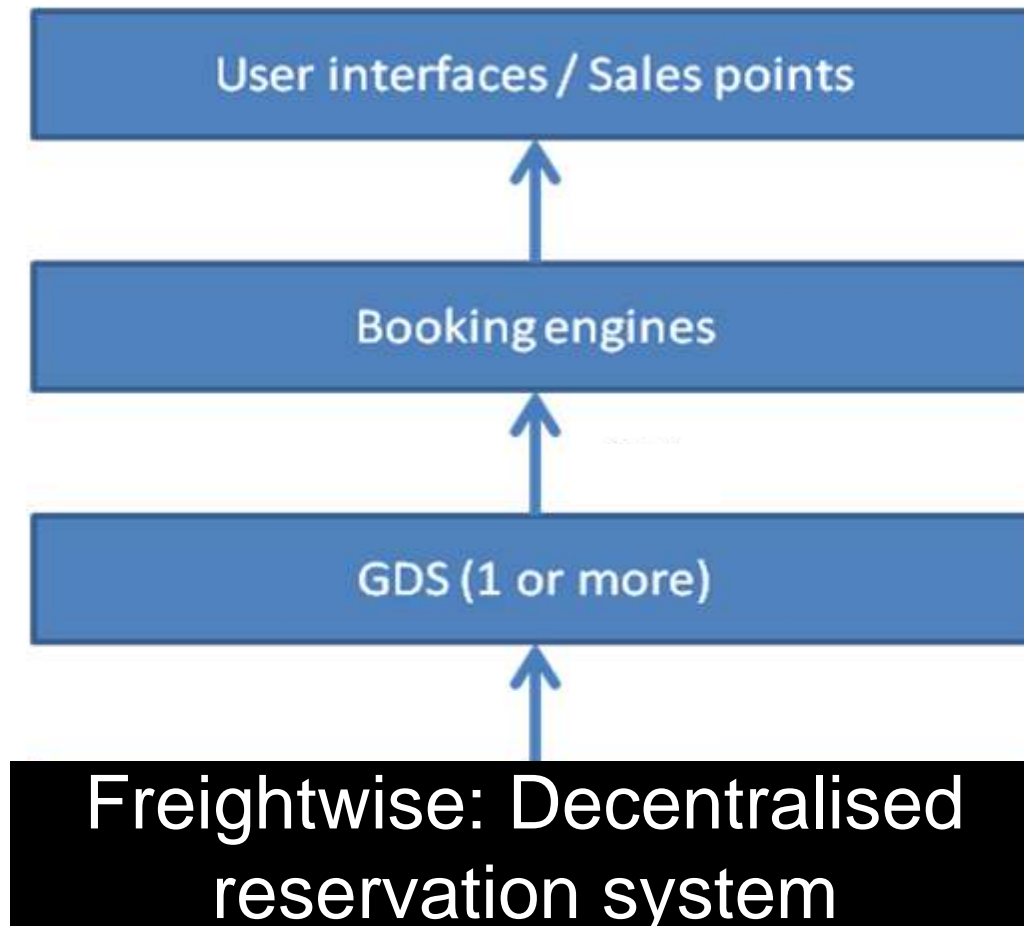 User interfaces / Sales points
Booking engines
GDS (1 or more)
Freightwise: Decentralised
reservation system